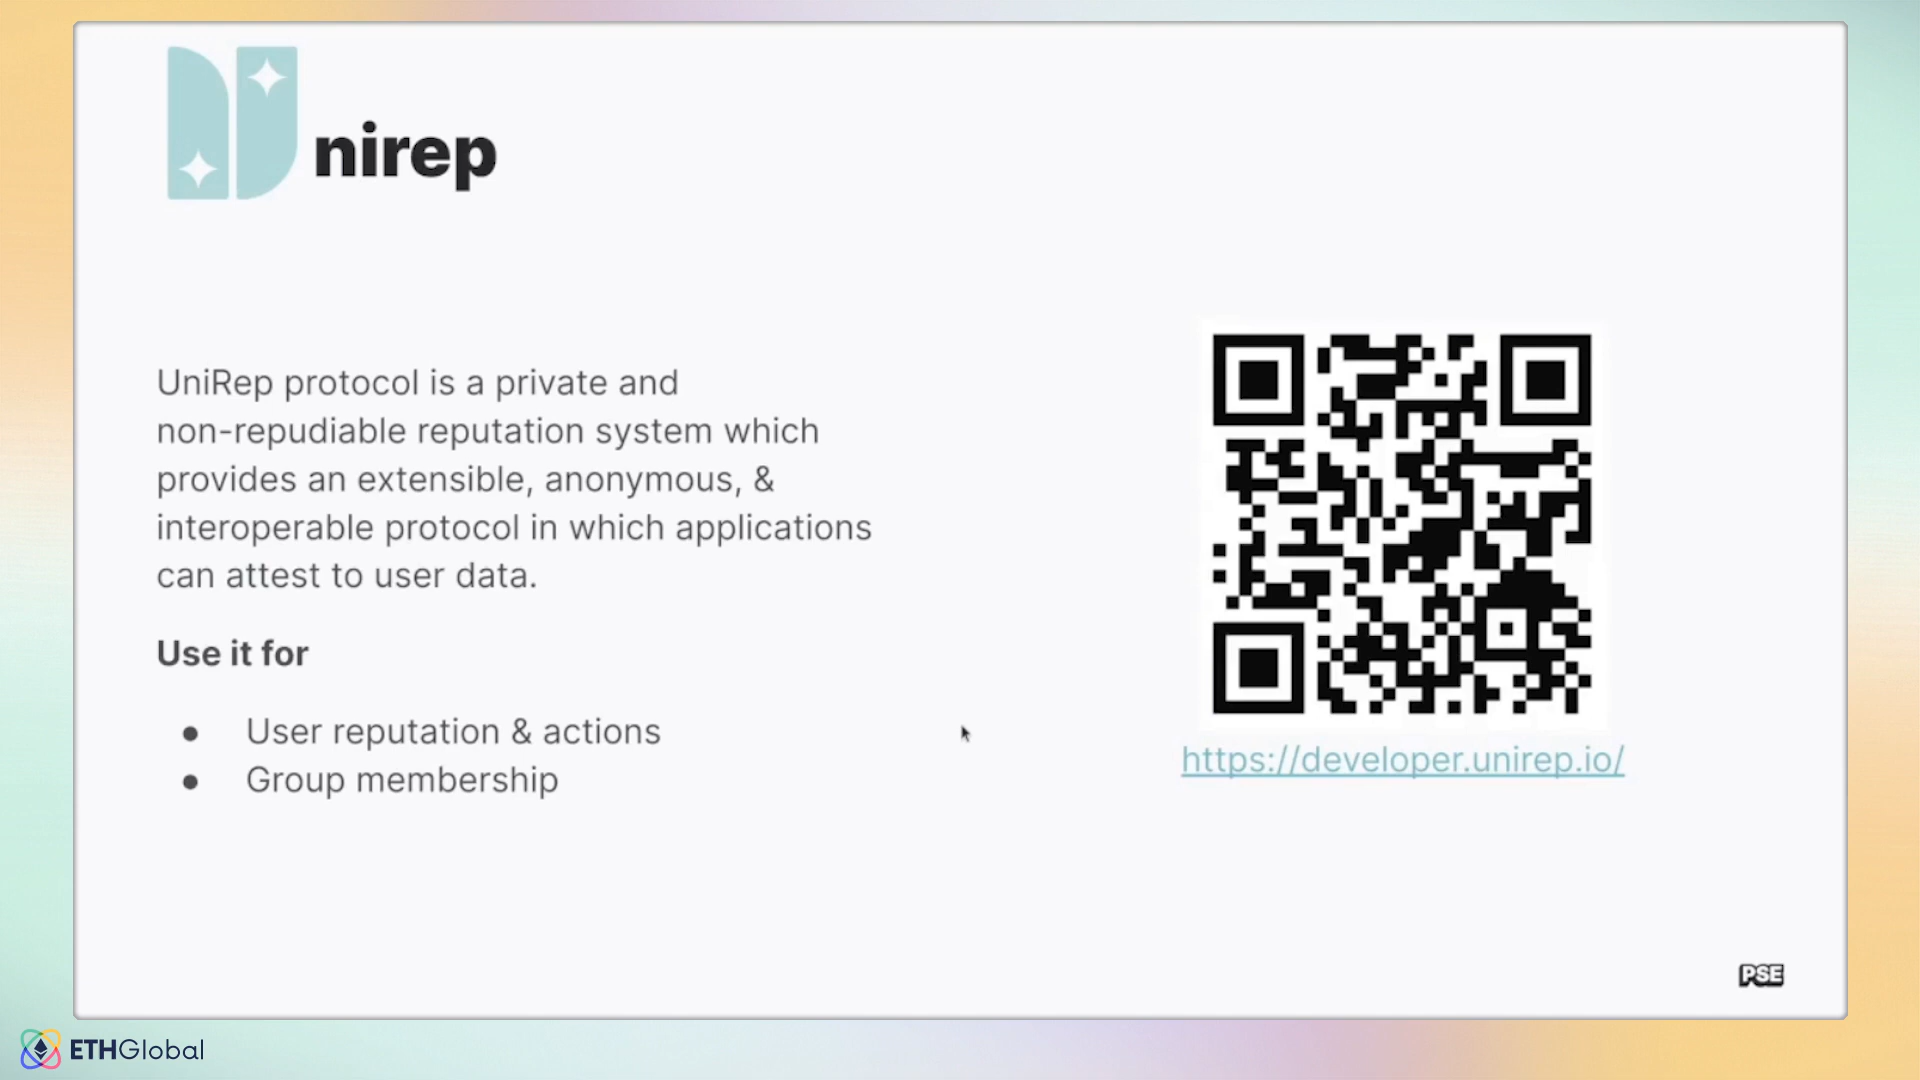 nirep
UniRep protocol is a private and
non-repudiable reputation system which
provides an extensible, anonymous, &
interoperable protocol in which applications
can attest to user data.
Use it for
● User reputation & actions
● Group membership
https://developer.unirep.io/
PSE
ETHGlobal